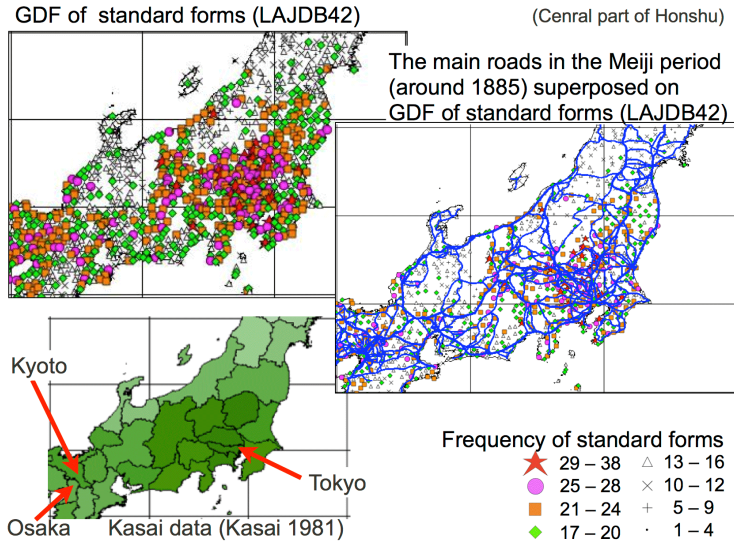 GDF of standard forms (LAJDB42)
(Cenral part of Honshu)
The main roads in the Meiji period
(around 1885) superposed on
GDF of standard forms (LAJDB42)
Kyoto
Tokyo
Osaka
Kasai data (Kasai 1981)
Frequency of standard forms
29 – 38
13 – 16
25 – 28
10 – 12
21 – 24
5 – 9
17 – 20
1 – 4